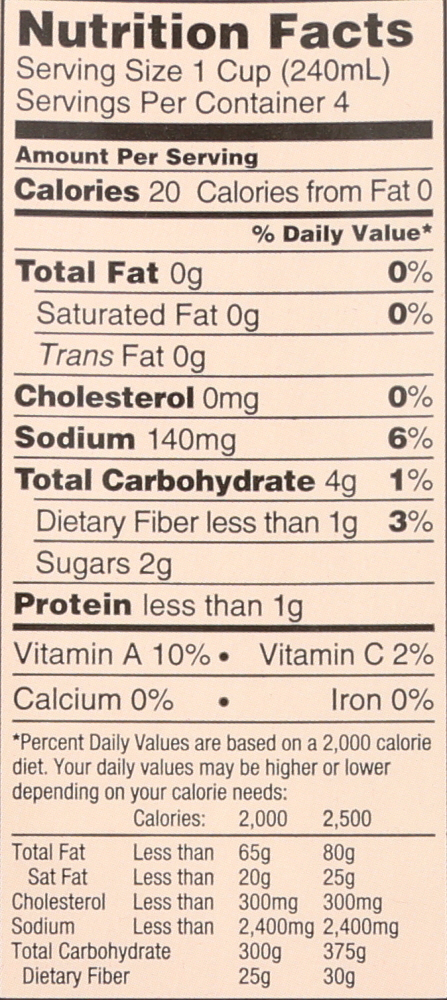 Nutrition Facts
Serving Size 1 Cup (240mL)
Servings Per Container 4
Amount Per Serving
Calories 20 Calories from Fat 0
% Daily Value*
Total Fat 0g 0%
Saturated Fat 0g 0%
Trans Fat 0g
Cholesterol 0mg 0%
Sodium 140mg 6%
Total Carbohydrate 4g 1%
Dietary Fiber less than 1g 3%
Sugars 2g
Protein less than 1g
Vitamin A 10% • Vitamin C 2%
Calcium 0% • Iron 0%
*Percent Daily Values are based on a 2,000 calorie
diet. Your daily values may be higher or lower
depending on your calorie needs:
Calories: 2,000 2,500
Total Fat Less than 65g 80g
Sat Fat Less than 20g 25g
Cholesterol Less than 300mg 300mg
Sodium Less than 2,400mg 2,400mg
Total Carbohydrate 300g 375g
Dietary Fiber 25g 30g